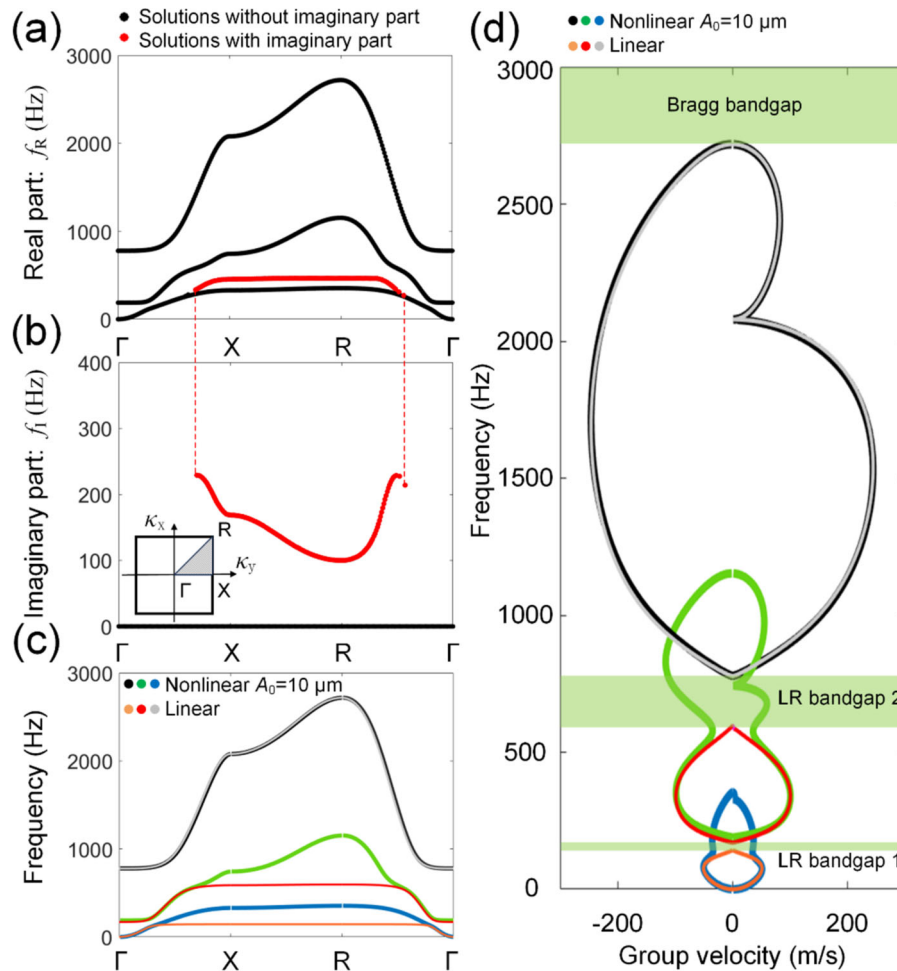 (a)
Solutions without imaginary part
Solutions with imaginary part
3000
2000
1000
0
Real part: fR (Hz)
Γ X R Γ
(b)
400
300
200
100
0
Imaginary part: fI (Hz)
κx
R
κy
Γ X
Γ X R Γ
(c)
Nonlinear A0=10 μm
Linear
3000
2000
1000
0
Frequency (Hz)
Γ X R Γ
(d)
Nonlinear A0=10 μm
Linear
3000
Bragg bandgap
2500
2000
1500
1000
LR bandgap 2
500
LR bandgap 1
0
Frequency (Hz)
-200 0 200
Group velocity (m/s)